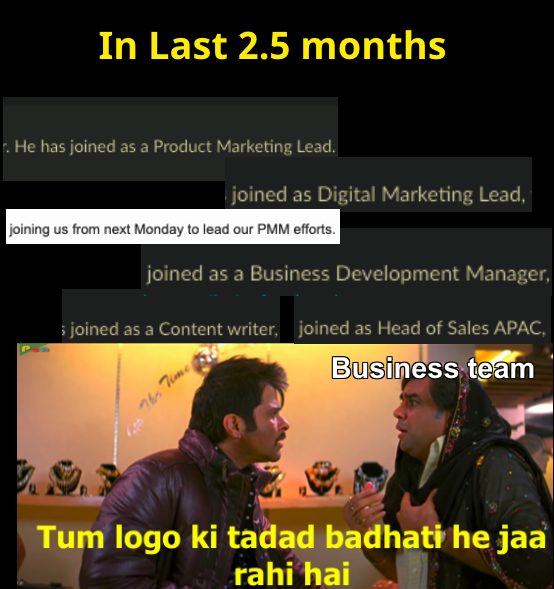 In Last 2.5 months
r. He has joined as a Product Marketing Lead.
joined as Digital Marketing Lead,
joining us from next Monday to lead our PMM efforts.
joined as a Business Development Manager,
s joined as a Content writer,
joined as Head of Sales APAC,
Business team
Tum logo ki tadad badhati he jaa
rahi hai